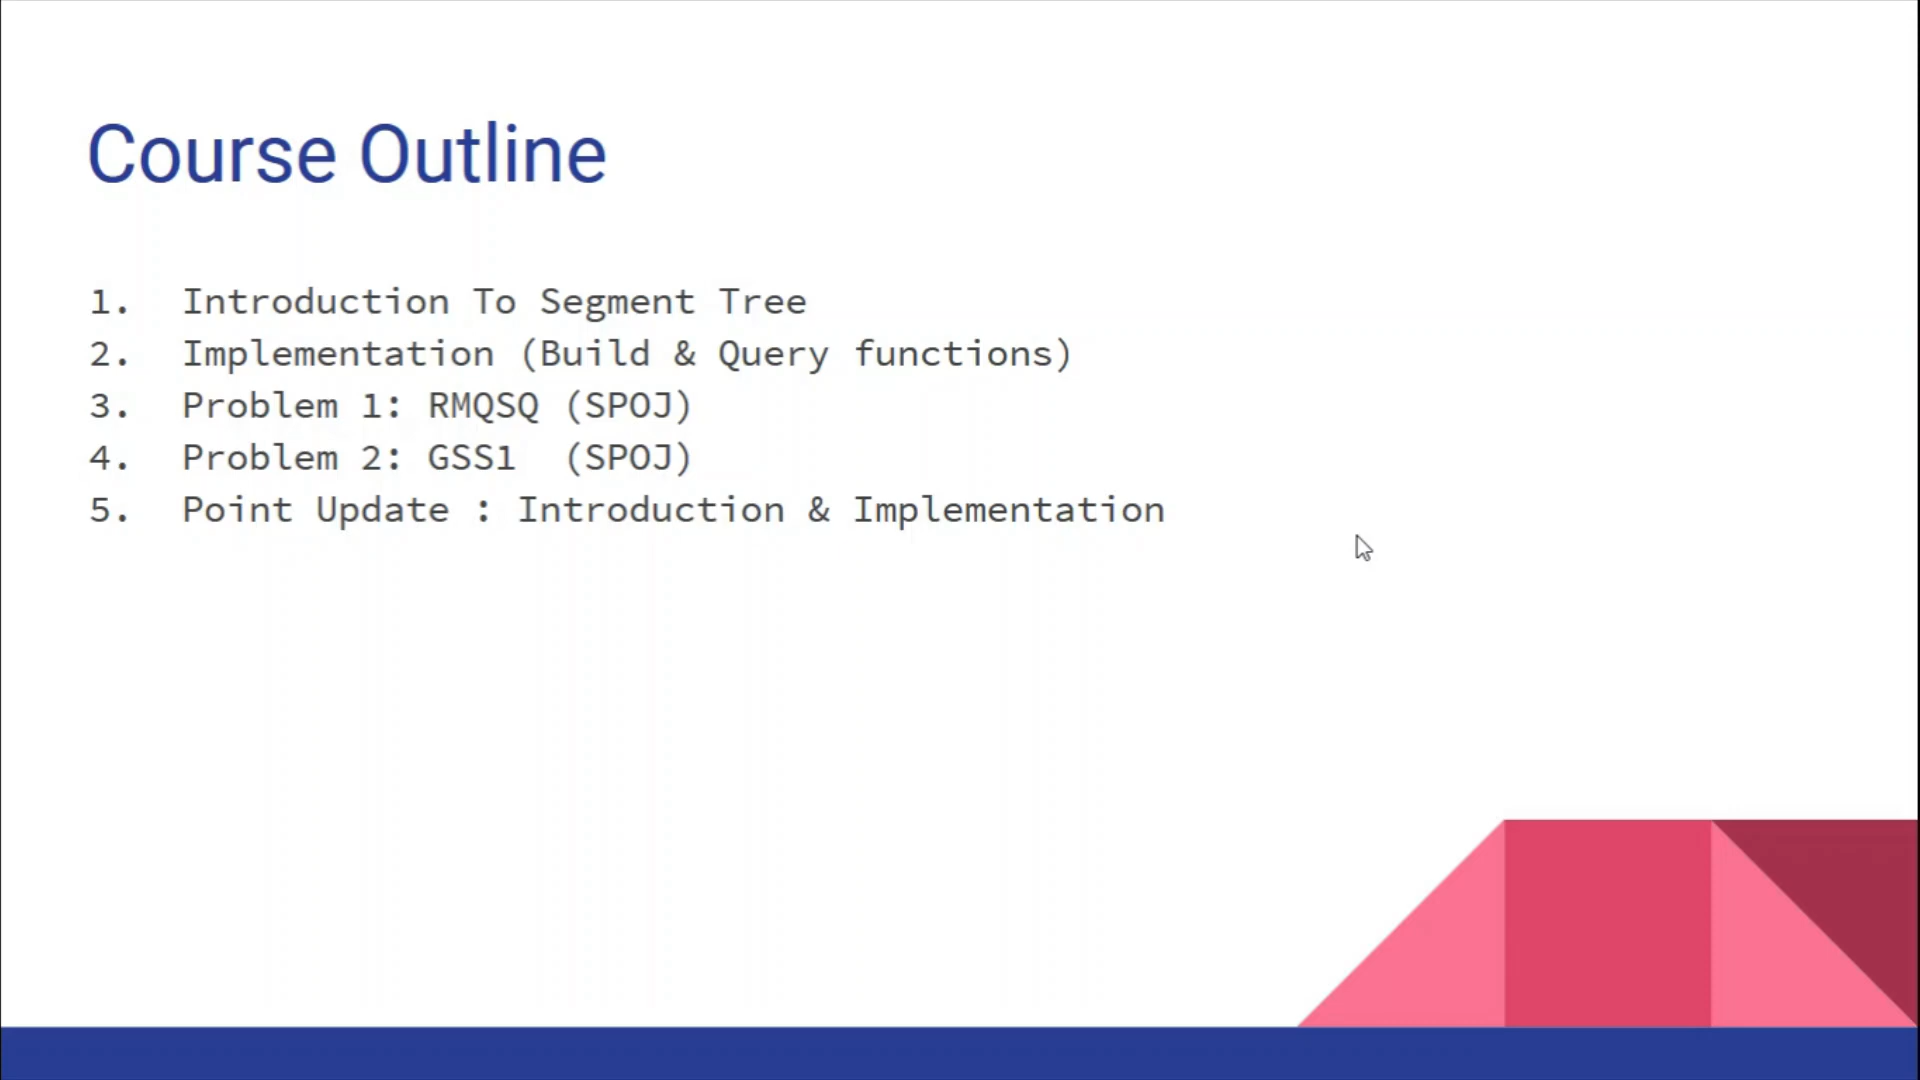 Course Outline
1. Introduction To Segment Tree
2. Implementation (Build & Query functions)
3. Problem 1: RMQSQ (SPOJ)
4. Problem 2: GSS1  (SPOJ)
5. Point Update : Introduction & Implementation